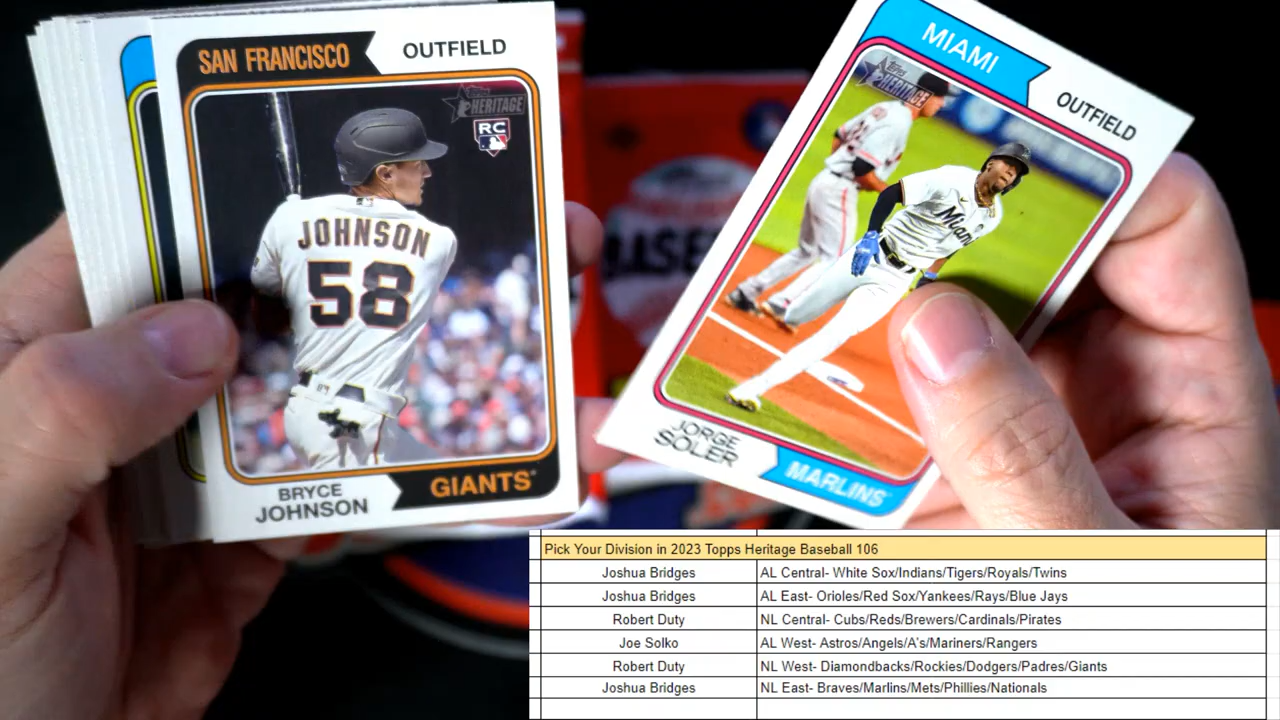 SAN FRANCISCO
OUTFIELD
Topps
HERITAGE
RC
JOHNSON
58
BRYCE
JOHNSON
GIANTS
MIAMI
OUTFIELD
Topps
HERITAGE
Miami
JORGE
SOLER
MARLINS
Pick Your Division in 2023 Topps Heritage Baseball 106
Joshua Bridges AL Central- White Sox/Indians/Tigers/Royals/Twins
Joshua Bridges AL East- Orioles/Red Sox/Yankees/Rays/Blue Jays
Robert Duty NL Central- Cubs/Reds/Brewers/Cardinals/Pirates
Joe Solko AL West- Astros/Angels/A's/Mariners/Rangers
Robert Duty NL West- Diamondbacks/Rockies/Dodgers/Padres/Giants
Joshua Bridges NL East- Braves/Marlins/Mets/Phillies/Nationals